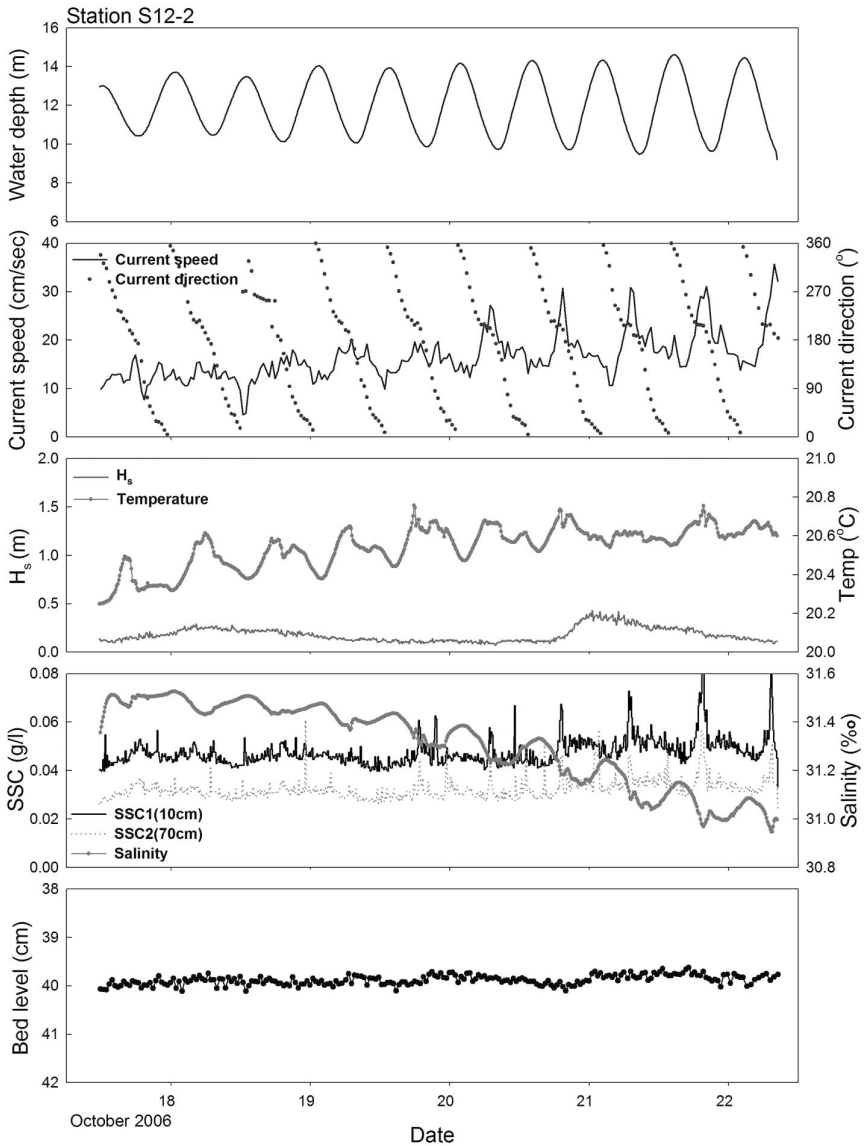 Station S12-2
Water depth (m)
16
14
12
10
8
6
Current speed (cm/sec)
40
30
20
10
0
Current speed
Current direction
360
270
180
90
0
Current direction (°)
Hs (m)
2.0
1.5
1.0
0.5
0.0
Hs
Temperature
21.0
20.8
20.6
20.4
20.2
20.0
Temp (°C)
SSC (g/l)
0.08
0.06
0.04
0.02
0.00
SSC1(10cm)
SSC2(70cm)
Salinity
31.6
31.4
31.2
31.0
30.8
Salinity (‰)
Bed level (cm)
38
39
40
41
42
18 19 20 21 22
October 2006
Date